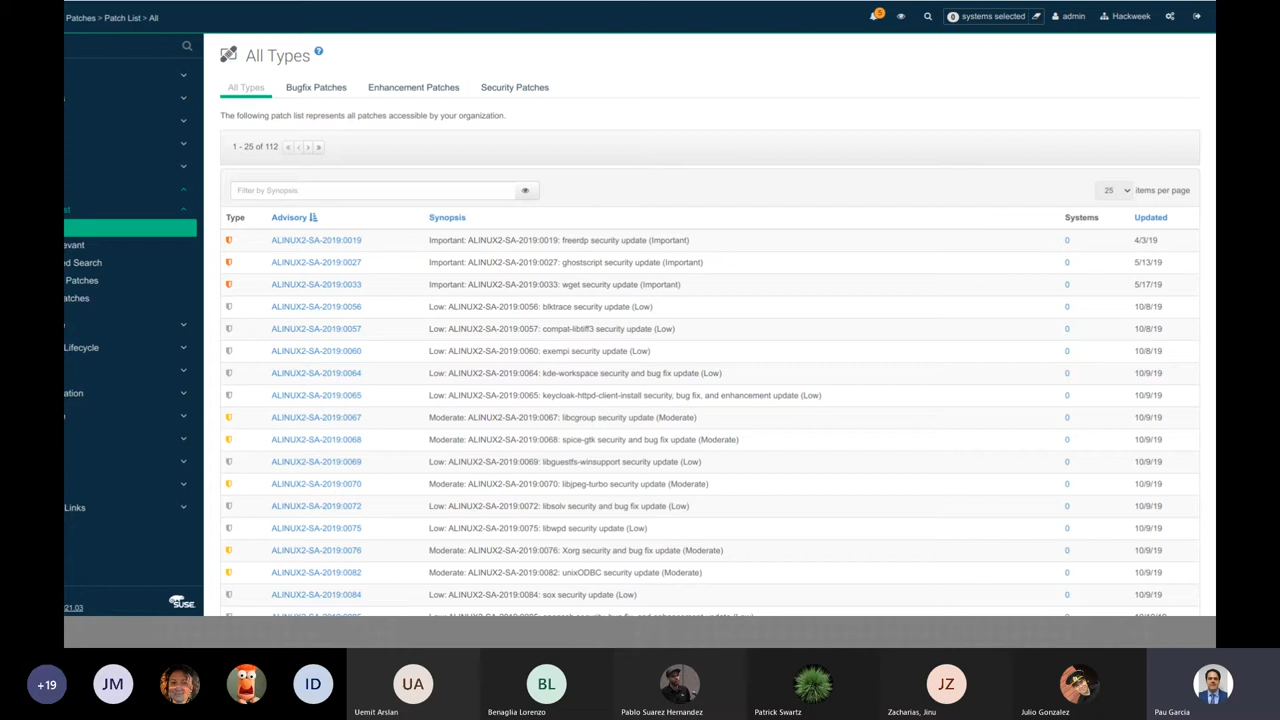 Patches > Patch List > All
5
0 systems selected
admin
Hackweek
st
evant
ed Search
Patches
atches
e
Lifecycle
ation
Links
21.03
SUSE
All Types
All Types Bugfix Patches Enhancement Patches Security Patches
The following patch list represents all patches accessible by your organization.
1 - 25 of 112 « ‹ › »
Filter by Synopsis
25 items per page
Type Advisory Synopsis Systems Updated
ALINUX2-SA-2019:0019 Important: ALINUX2-SA-2019:0019: freerdp security update (Important) 0 4/3/19
ALINUX2-SA-2019:0027 Important: ALINUX2-SA-2019:0027: ghostscript security update (Important) 0 5/13/19
ALINUX2-SA-2019:0033 Important: ALINUX2-SA-2019:0033: wget security update (Important) 0 5/17/19
ALINUX2-SA-2019:0056 Low: ALINUX2-SA-2019:0056: blktrace security update (Low) 0 10/8/19
ALINUX2-SA-2019:0057 Low: ALINUX2-SA-2019:0057: compat-libtiff3 security update (Low) 0 10/8/19
ALINUX2-SA-2019:0060 Low: ALINUX2-SA-2019:0060: exempi security update (Low) 0 10/8/19
ALINUX2-SA-2019:0064 Low: ALINUX2-SA-2019:0064: kde-workspace security and bug fix update (Low) 0 10/9/19
ALINUX2-SA-2019:0065 Low: ALINUX2-SA-2019:0065: keycloak-httpd-client-install security, bug fix, and enhancement update (Low) 0 10/9/19
ALINUX2-SA-2019:0067 Moderate: ALINUX2-SA-2019:0067: libcgroup security update (Moderate) 0 10/9/19
ALINUX2-SA-2019:0068 Moderate: ALINUX2-SA-2019:0068: spice-gtk security and bug fix update (Moderate) 0 10/9/19
ALINUX2-SA-2019:0069 Low: ALINUX2-SA-2019:0069: libguestfs-winsupport security update (Low) 0 10/9/19
ALINUX2-SA-2019:0070 Moderate: ALINUX2-SA-2019:0070: libjpeg-turbo security update (Moderate) 0 10/9/19
ALINUX2-SA-2019:0072 Low: ALINUX2-SA-2019:0072: libsolv security and bug fix update (Low) 0 10/9/19
ALINUX2-SA-2019:0075 Low: ALINUX2-SA-2019:0075: libwpd security update (Low) 0 10/9/19
ALINUX2-SA-2019:0076 Moderate: ALINUX2-SA-2019:0076: Xorg security and bug fix update (Moderate) 0 10/9/19
ALINUX2-SA-2019:0082 Moderate: ALINUX2-SA-2019:0082: unixODBC security update (Moderate) 0 10/9/19
ALINUX2-SA-2019:0084 Low: ALINUX2-SA-2019:0084: sox security update (Low) 0 10/9/19
+19 JM ID UA BL JZ
Uemit Arslan Benaglia Lorenzo Pablo Suarez Hernandez Patrick Swartz Zacharias, Jinu Julio Gonzalez Pau Garcia